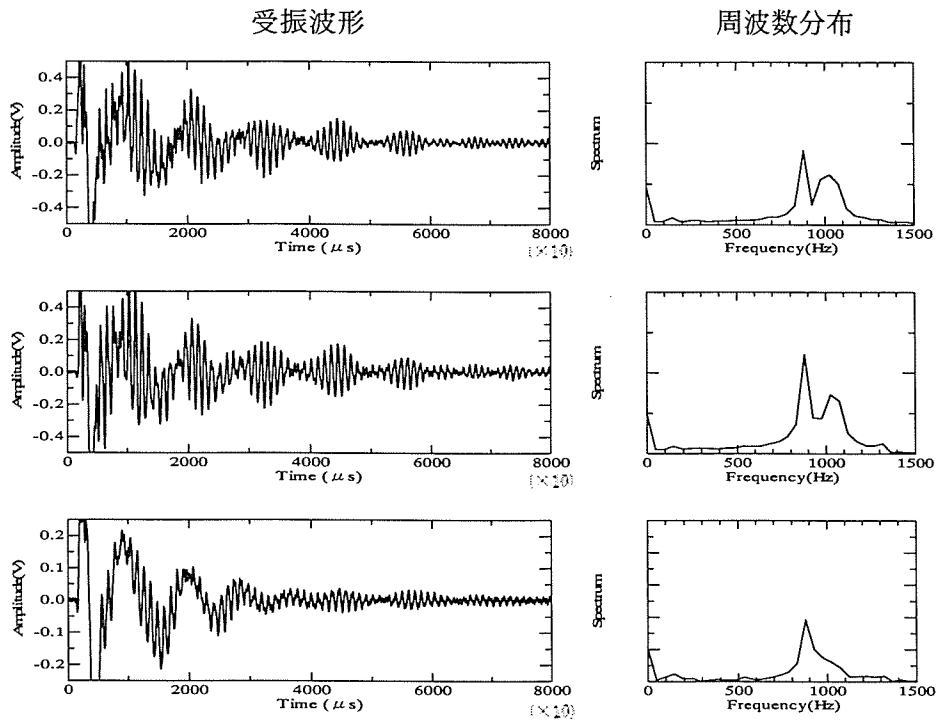 受振波形
周波数分布
0.4
0.2
0.0
-0.2
-0.4
Amplitude(V)
0 2000 4000 6000 8000
Time ( μ s)
(×10)
Spectrum
0 500 1000 1500
Frequency(Hz)
0.4
0.2
0.0
-0.2
-0.4
Amplitude(V)
0 2000 4000 6000 8000
Time ( μ s)
(×10)
Spectrum
0 500 1000 1500
Frequency(Hz)
0.2
0.1
0.0
-0.1
-0.2
Amplitude(V)
0 2000 4000 6000 8000
Time ( μ s)
(×10)
Spectrum
0 500 1000 1500
Frequency(Hz)